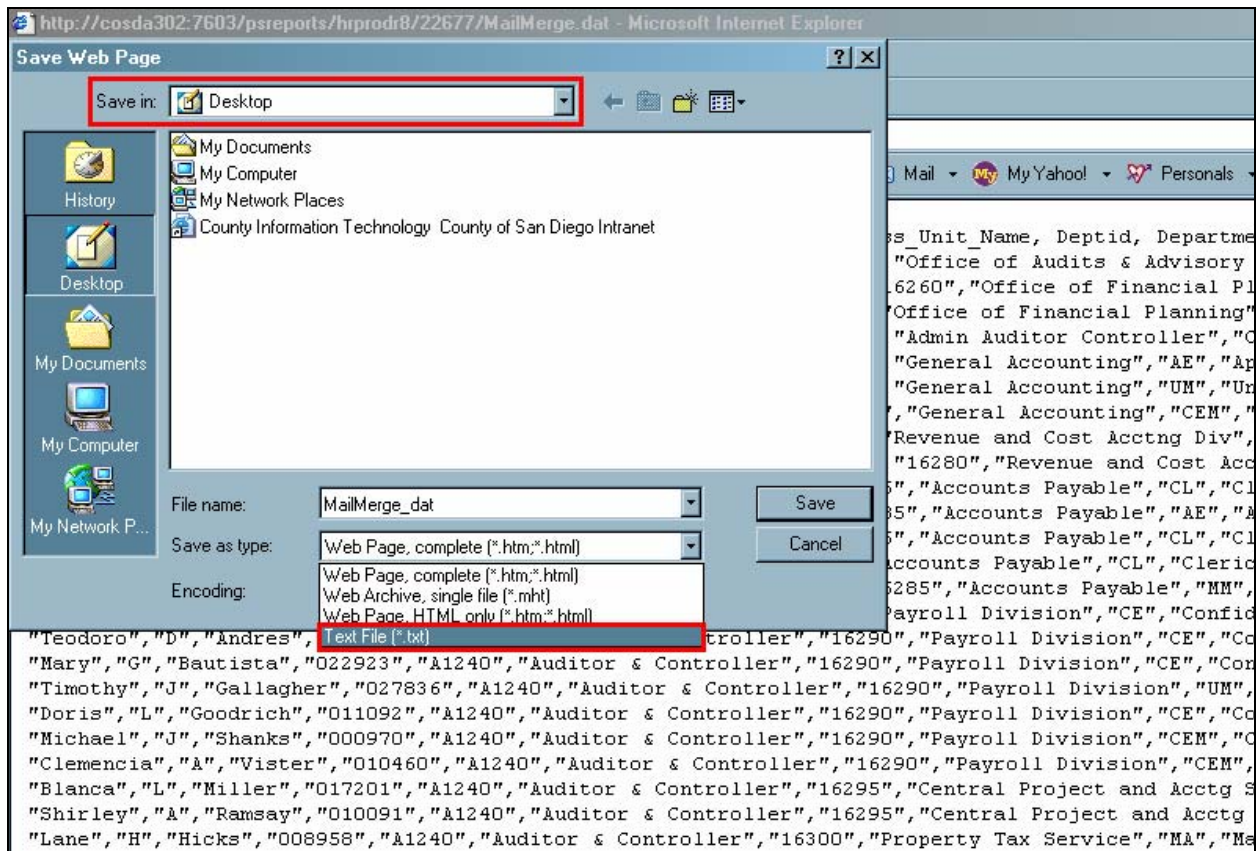 http://cosda302:7603/psreports/hrprodr8/22677/MailMerge.dat - Microsoft Internet Explorer
Save Web Page
Save in: Desktop
My Documents
My Computer
My Network Places
County Information Technology County of San Diego Intranet
History
Desktop
My Documents
My Computer
My Network P...
File name: MailMerge_dat
Save
Save as type: Web Page, complete (*.htm;*.html)
Cancel
Encoding:
Web Page, complete (*.htm;*.html)
Web Archive, single file (*.mht)
Web Page, HTML only (*.htm;*.html)
Text File (*.txt)
Mail My Yahoo! Personals
ss_Unit_Name, Deptid, Departme
"Office of Audits & Advisory
6260","Office of Financial Pl
"Office of Financial Planning"
"Admin Auditor Controller","C
"General Accounting","AE","Ap
"General Accounting","UM","Un
","General Accounting","CEM","
"Revenue and Cost Acctng Div",
"16280","Revenue and Cost Acc
5","Accounts Payable","CL","Cl
85","Accounts Payable","AE","A
5","Accounts Payable","CL","Cl
Accounts Payable","CL","Cleric
5285","Accounts Payable","MM",
Payroll Division","CE","Confid
"Teodoro","D","Andres", troller","16290","Payroll Division","CE","Co
"Mary","G","Bautista","022923","A1240","Auditor & Controller","16290","Payroll Division","CE","Con
"Timothy","J","Gallagher","027836","A1240","Auditor & Controller","16290","Payroll Division","UM",
"Doris","L","Goodrich","011092","A1240","Auditor & Controller","16290","Payroll Division","CE","Co
"Michael","J","Shanks","000970","A1240","Auditor & Controller","16290","Payroll Division","CEM","C
"Clemencia","A","Vister","010460","A1240","Auditor & Controller","16290","Payroll Division","CEM",
"Blanca","L","Miller","017201","A1240","Auditor & Controller","16295","Central Project and Acctg S
"Shirley","A","Ramsay","010091","A1240","Auditor & Controller","16295","Central Project and Acctg
"Lane","H","Hicks","008958","A1240","Auditor & Controller","16300","Property Tax Service","MA","Ma